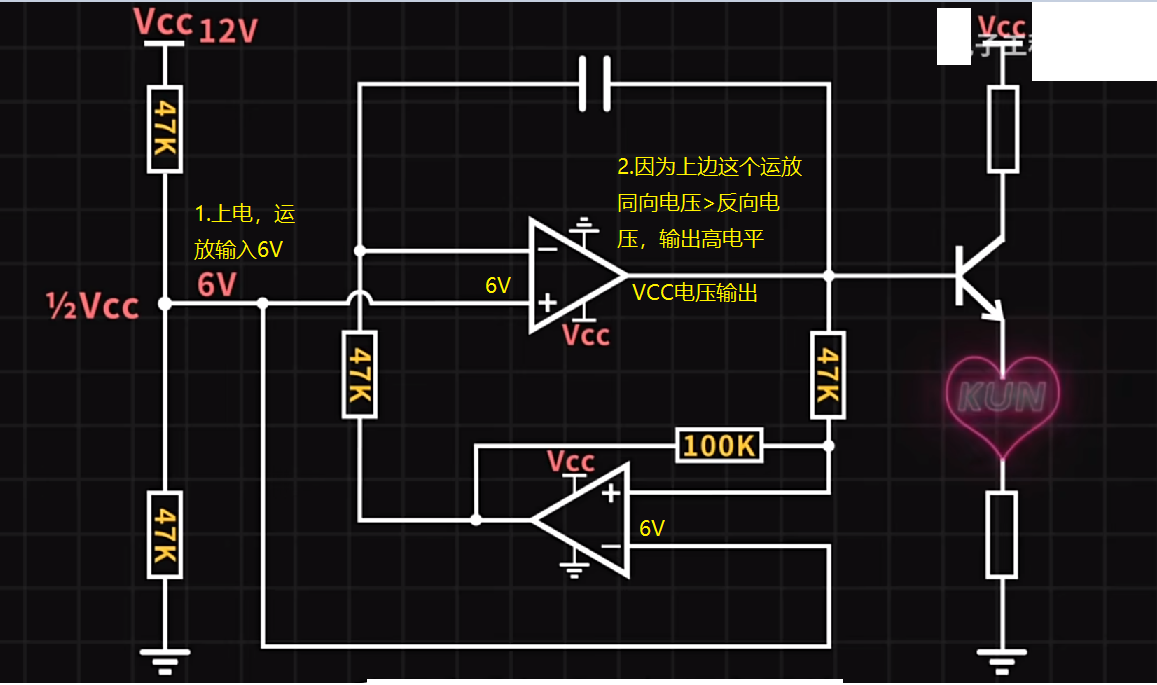 Vcc 12V
Vcc
47K
2.因为上边这个运放
同向电压>反向电
压，输出高电平
1.上电，运
放输入6V
6V
½Vcc
6V
VCC电压输出
Vcc
47K
47K
KUN
100K
Vcc
6V
47K